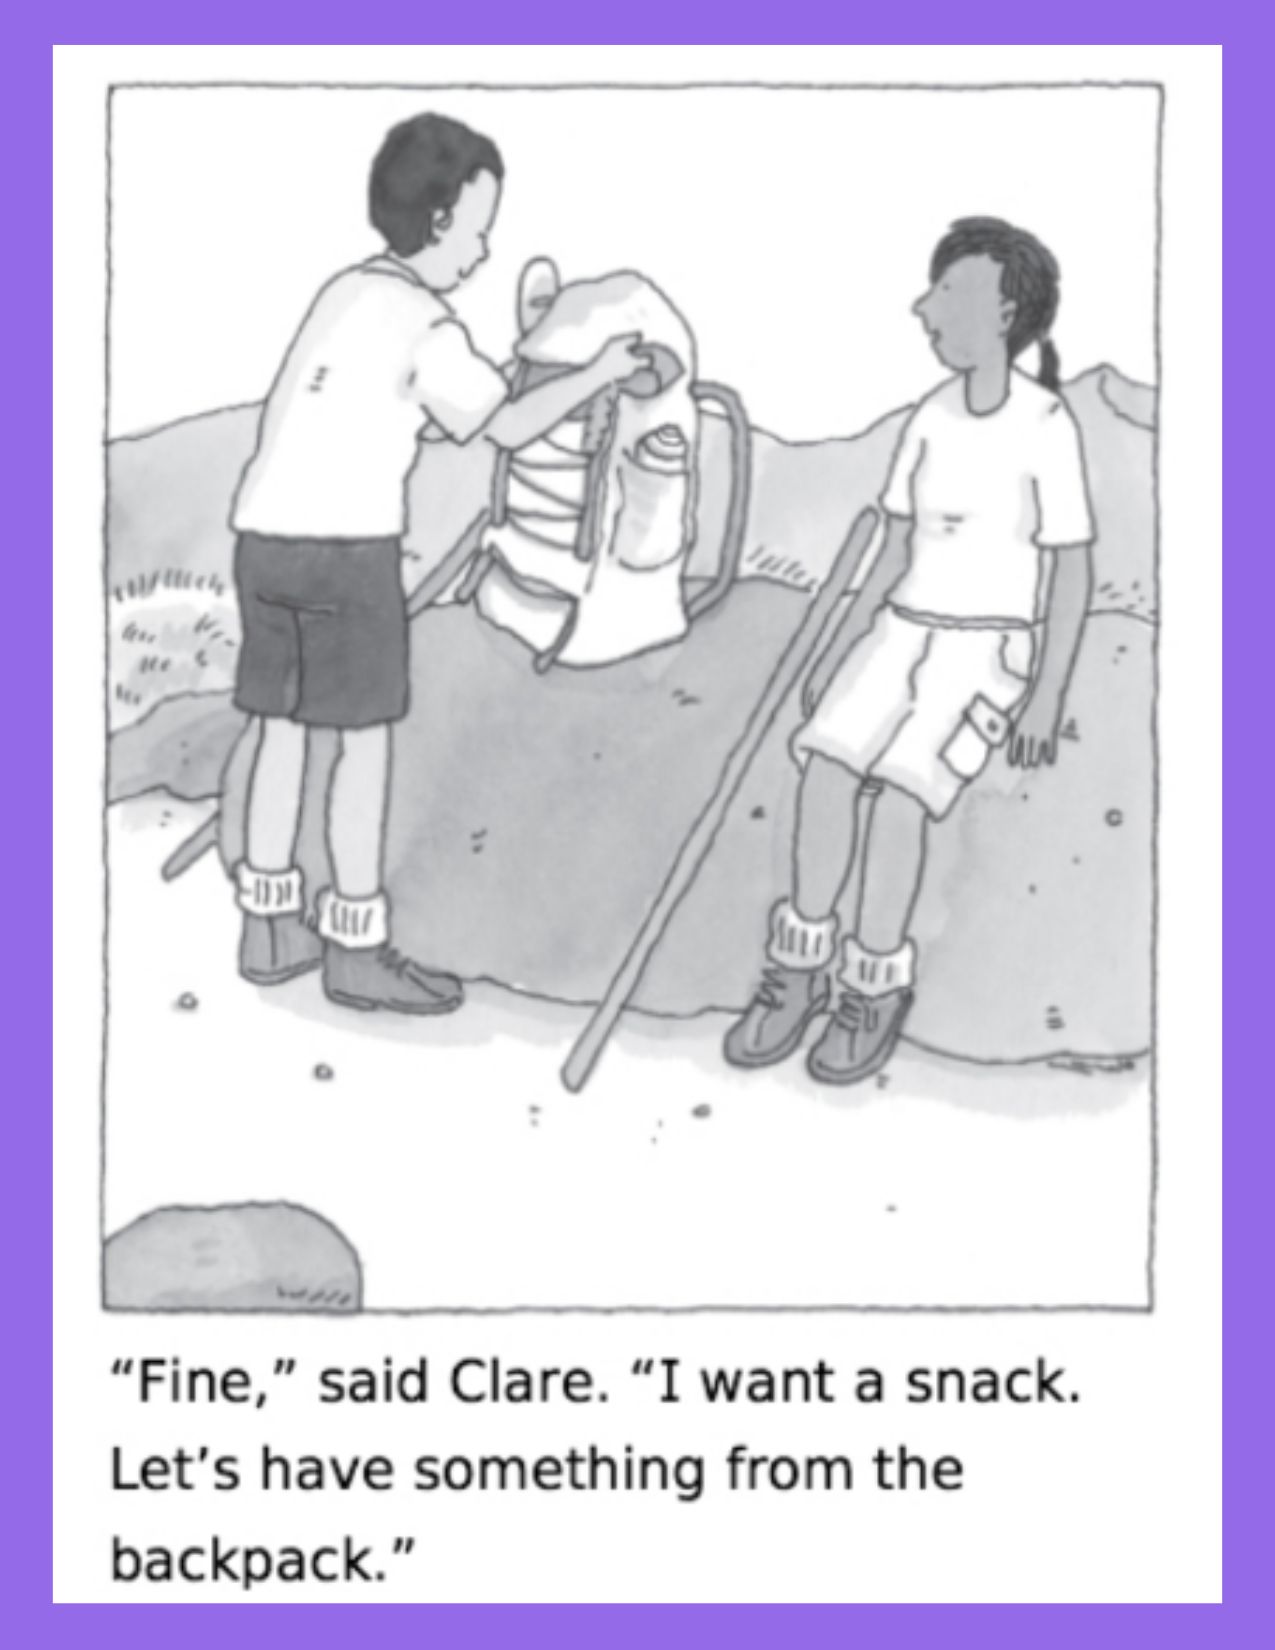 “Fine,” said Clare. “I want a snack.
Let’s have something from the
backpack.”